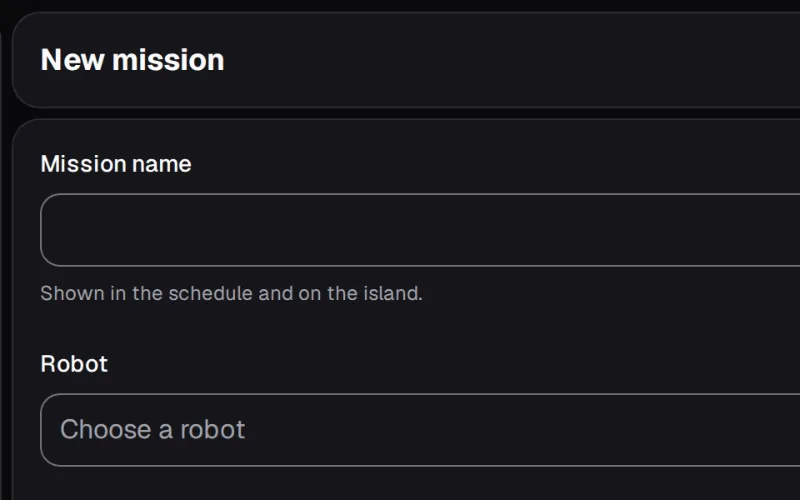 New mission
Mission name
Shown in the schedule and on the island.
Robot
Choose a robot